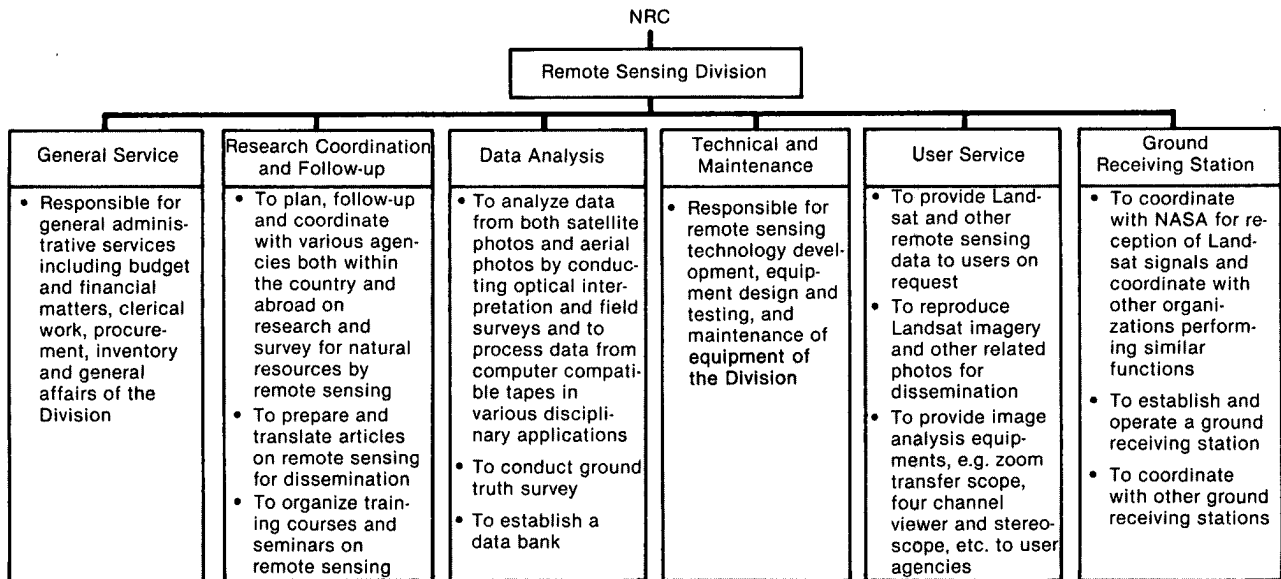 NRC
Remote Sensing Division
General Service
• Responsible for
general adminis-
trative services
including budget
and financial
matters, clerical
work, procure-
ment, inventory
and general
affairs of the
Division
Research Coordination
and Follow-up
• To plan, follow-up
and coordinate
with various agen-
cies both within
the country and
abroad on
research and
survey for natural
resources by
remote sensing
• To prepare and
translate articles
on remote sensing
for dissemination
• To organize train-
ing courses and
seminars on
remote sensing
Data Analysis
• To analyze data
from both satellite
photos and aerial
photos by conduc-
ting optical inter-
pretation and field
surveys and to
process data from
computer compati-
ble tapes in
various discipli-
nary applications
• To conduct ground
truth survey
• To establish a
data bank
Technical and
Maintenance
• Responsible for
remote sensing
technology devel-
opment, equip-
ment design and
testing, and
maintenance of
equipment of
the Division
User Service
• To provide Land-
sat and other
remote sensing
data to users on
request
• To reproduce
Landsat imagery
and other related
photos for
dissemination
• To provide image
analysis equip-
ments, e.g. zoom
transfer scope,
four channel
viewer and stereo-
scope, etc. to user
agencies
Ground
Receiving Station
• To coordinate
with NASA for re-
ception of Land-
sat signals and
coordinate with
other organi-
zations perform-
ing similar
functions
• To establish and
operate a ground
receiving station
• To coordinate
with other ground
receiving stations